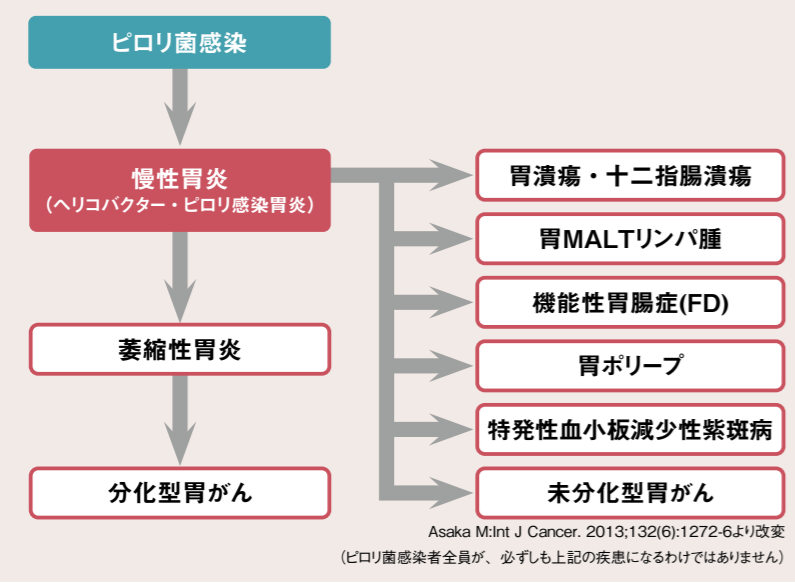 ピロリ菌感染
慢性胃炎
（ヘリコバクター・ピロリ感染胃炎）
萎縮性胃炎
分化型胃がん
胃潰瘍・十二指腸潰瘍
胃MALTリンパ腫
機能性胃腸症(FD)
胃ポリープ
特発性血小板減少性紫斑病
未分化型胃がん
Asaka M:Int J Cancer. 2013;132(6):1272-6より改変
（ピロリ菌感染者全員が、必ずしも上記の疾患になるわけではありません）